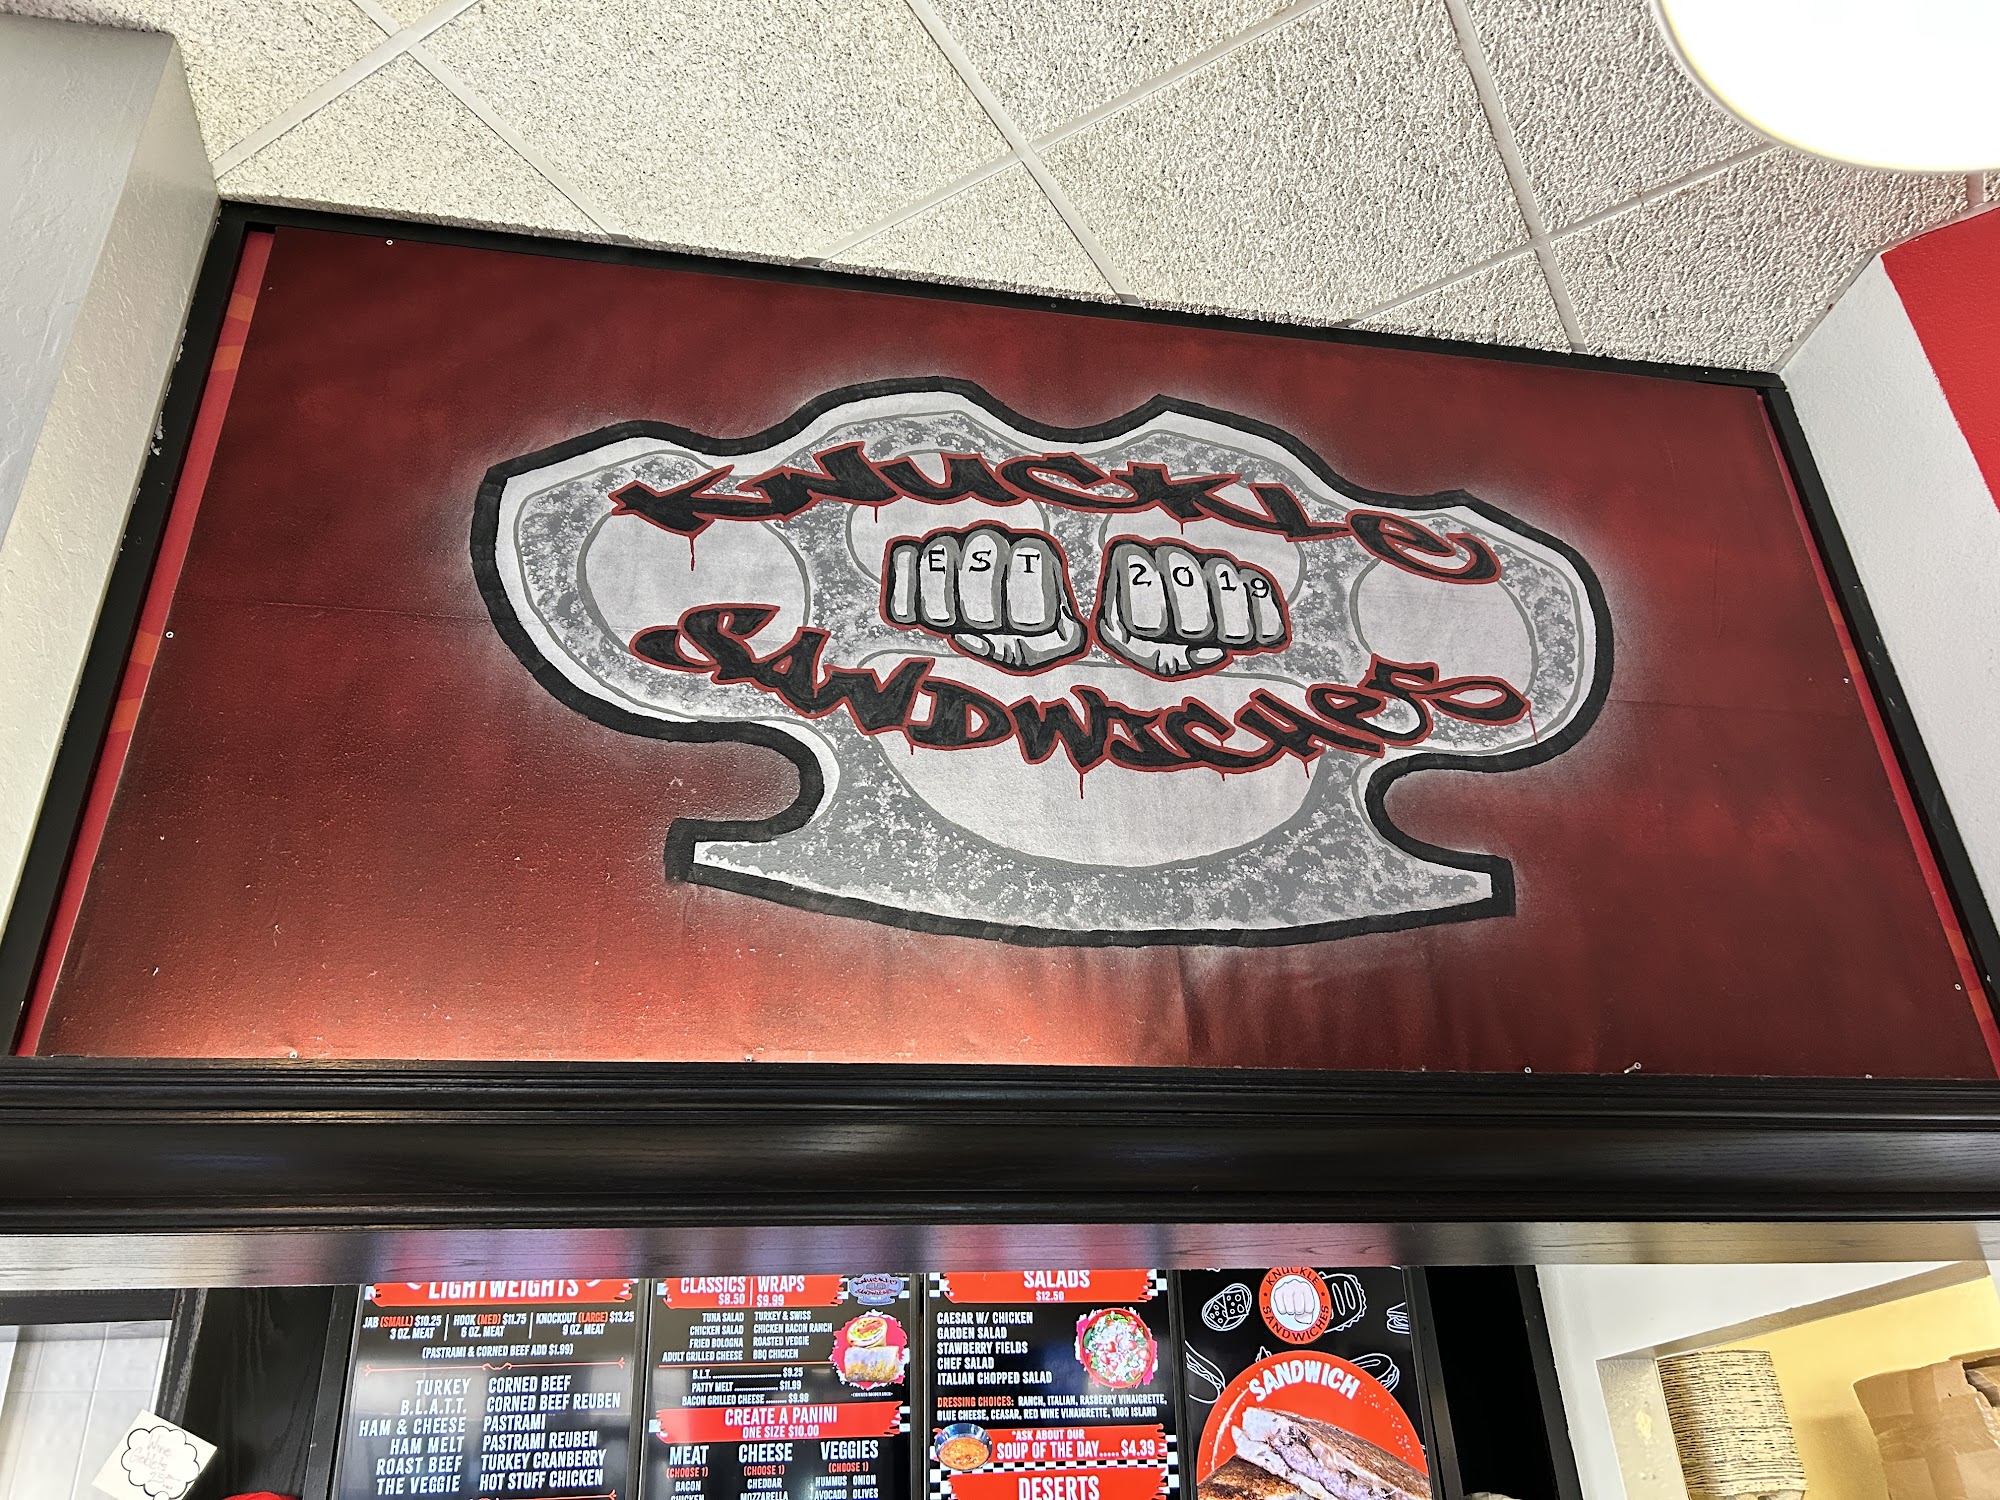 KNUCKLE
EST 2019
SANDWICHES
LIGHTWEIGHTS
JAB (SMALL) $10.25 | HOOK (MED) $11.75 | KNOCKOUT (LARGE) $13.25
3 OZ. MEAT 6 OZ. MEAT 9 OZ. MEAT
(PASTRAMI & CORNED BEEF ADD $1.99)
TURKEY
B.L.A.T.T.
HAM & CHEESE
HAM MELT
ROAST BEEF
THE VEGGIE
CORNED BEEF
CORNED BEEF REUBEN
PASTRAMI
PASTRAMI REUBEN
TURKEY CRANBERRY
HOT STUFF CHICKEN
CLASSICS | WRAPS
$8.50 $9.99
KNUCKLE
SANDWICHES
TUNA SALAD
CHICKEN SALAD
FRIED BOLOGNA
ADULT GRILLED CHEESE
TURKEY & SWISS
CHICKEN BACON RANCH
ROASTED VEGGIE
BBQ CHICKEN
B.L.T. $9.25
PATTY MELT $11.99
BACON GRILLED CHEESE $9.98
CREATE A PANINI
ONE SIZE $10.00
MEAT
(CHOOSE 1)
BACON
CHICKEN
CHEESE
(CHOOSE 1)
CHEDDAR
MOZZARELLA
VEGGIES
(CHOOSE 1)
HUMMUS ONION
AVOCADO OLIVES
SALADS
$12.50
CAESAR W/ CHICKEN
GARDEN SALAD
STAWBERRY FIELDS
CHEF SALAD
ITALIAN CHOPPED SALAD
DRESSING CHOICES: RANCH, ITALIAN, RASBERRY VINAIGRETTE,
BLUE CHEESE, CEASAR, RED WINE VINAIGRETTE, 1000 ISLAND
*ASK ABOUT OUR
SOUP OF THE DAY..... $4.39
DESERTS
KNUCKLE
SANDWICHES
SANDWICH